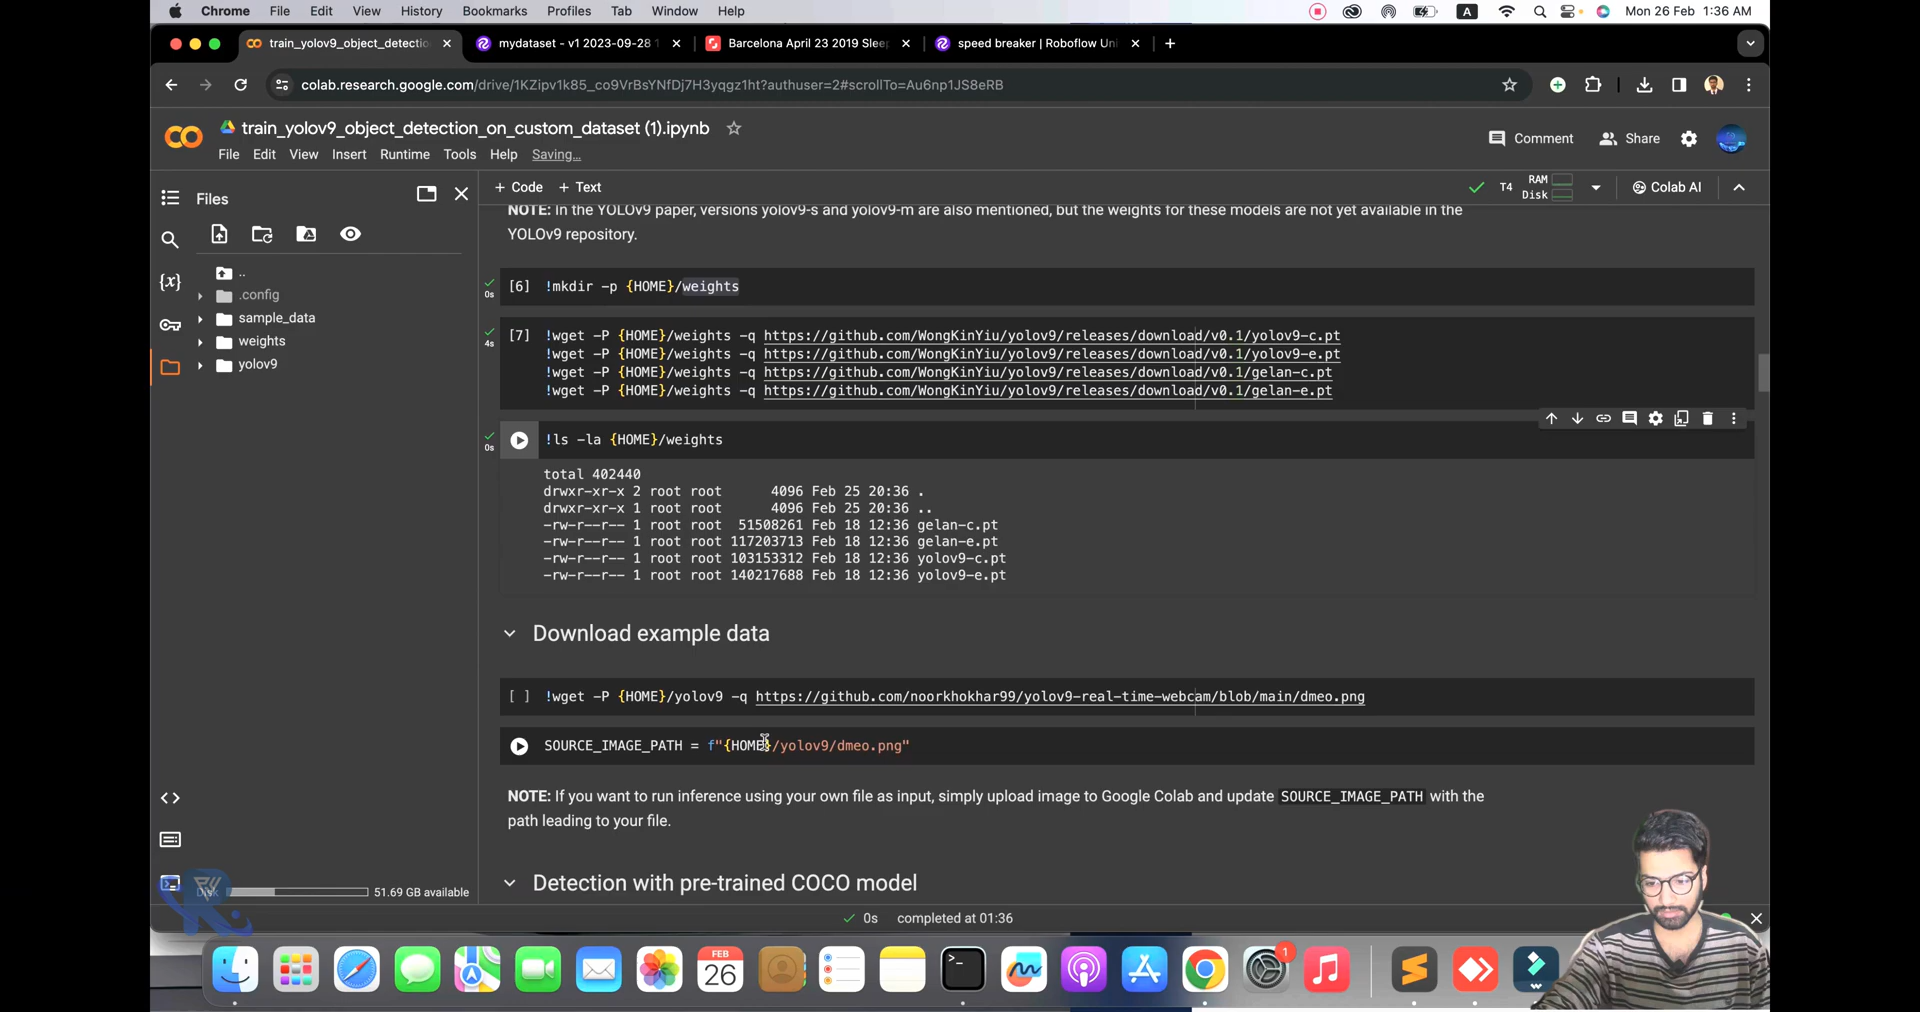 Chrome File Edit View History Bookmarks Profiles Tab Window Help
A Mon 26 Feb 1:36 AM
train_yolov9_object_detectio
mydataset - v1 2023-09-28 1
Barcelona April 23 2019 Slee
speed breaker | Roboflow Uni
colab.research.google.com/drive/1KZipv1k85_co9VrBsYNfDj7H3yqgz1ht?authuser=2#scrollTo=Au6np1JS8eRB
train_yolov9_object_detection_on_custom_dataset (1).ipynb
Comment Share
File Edit View Insert Runtime Tools Help Saving...
Files
+ Code + Text
T4 RAM Disk Colab AI
..
.config
sample_data
weights
yolov9
{x}
<>
Disk 51.69 GB available
NOTE: In the YOLOv9 paper, versions yolov9-s and yolov9-m are also mentioned, but the weights for these models are not yet available in the
YOLOv9 repository.
0s [6] !mkdir -p {HOME}/weights
4s [7] !wget -P {HOME}/weights -q https://github.com/WongKinYiu/yolov9/releases/download/v0.1/yolov9-c.pt
!wget -P {HOME}/weights -q https://github.com/WongKinYiu/yolov9/releases/download/v0.1/yolov9-e.pt
!wget -P {HOME}/weights -q https://github.com/WongKinYiu/yolov9/releases/download/v0.1/gelan-c.pt
!wget -P {HOME}/weights -q https://github.com/WongKinYiu/yolov9/releases/download/v0.1/gelan-e.pt
0s !ls -la {HOME}/weights
total 402440
drwxr-xr-x 2 root root 4096 Feb 25 20:36 .
drwxr-xr-x 1 root root 4096 Feb 25 20:36 ..
-rw-r--r-- 1 root root 51508261 Feb 18 12:36 gelan-c.pt
-rw-r--r-- 1 root root 117203713 Feb 18 12:36 gelan-e.pt
-rw-r--r-- 1 root root 103153312 Feb 18 12:36 yolov9-c.pt
-rw-r--r-- 1 root root 140217688 Feb 18 12:36 yolov9-e.pt
Download example data
[ ] !wget -P {HOME}/yolov9 -q https://github.com/noorkhokhar99/yolov9-real-time-webcam/blob/main/dmeo.png
SOURCE_IMAGE_PATH = f"{HOME}/yolov9/dmeo.png"
NOTE: If you want to run inference using your own file as input, simply upload image to Google Colab and update SOURCE_IMAGE_PATH with the
path leading to your file.
Detection with pre-trained COCO model
0s completed at 01:36
FEB
26
1